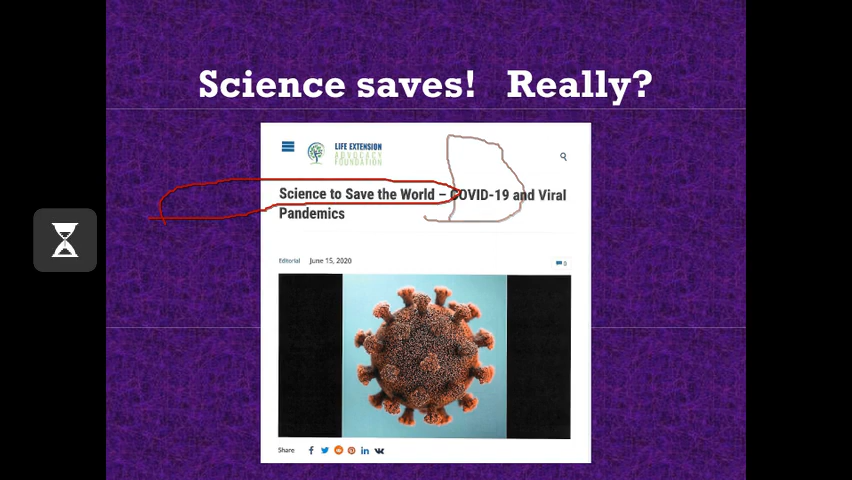 Science saves! Really?
LIFE EXTENSION
ADVOCACY
FOUNDATION
Science to Save the World – COVID-19 and Viral
Pandemics
Editorial June 15, 2020 0
Share